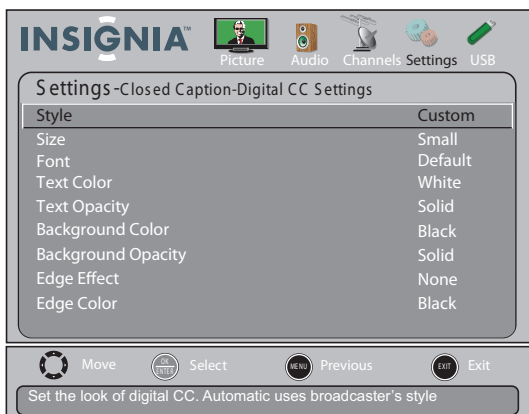 INSIGNIA™
Picture Audio Channels Settings USB
Settings-Closed Caption-Digital CC Settings
Style Custom
Size Small
Font Default
Text Color White
Text Opacity Solid
Background Color Black
Background Opacity Solid
Edge Effect None
Edge Color Black
Move OK ENTER Select MENU Previous EXIT Exit
Set the look of digital CC. Automatic uses broadcaster's style